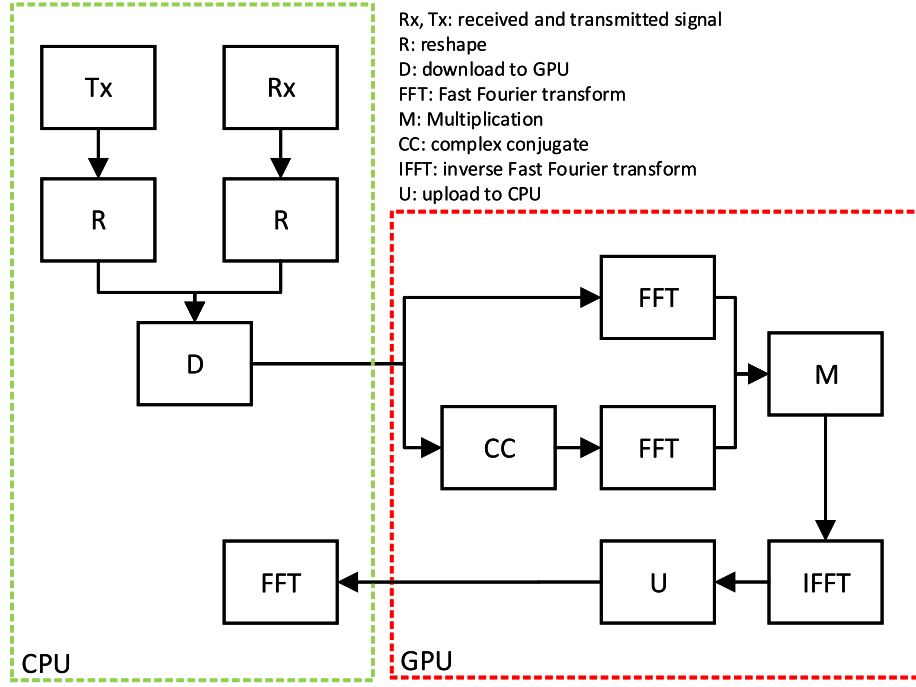 Rx, Tx: received and transmitted signal
R: reshape
D: download to GPU
FFT: Fast Fourier transform
M: Multiplication
CC: complex conjugate
IFFT: inverse Fast Fourier transform
U: upload to CPU
Tx
Rx
R
R
D
FFT
M
CC
FFT
FFT
U
IFFT
CPU
GPU